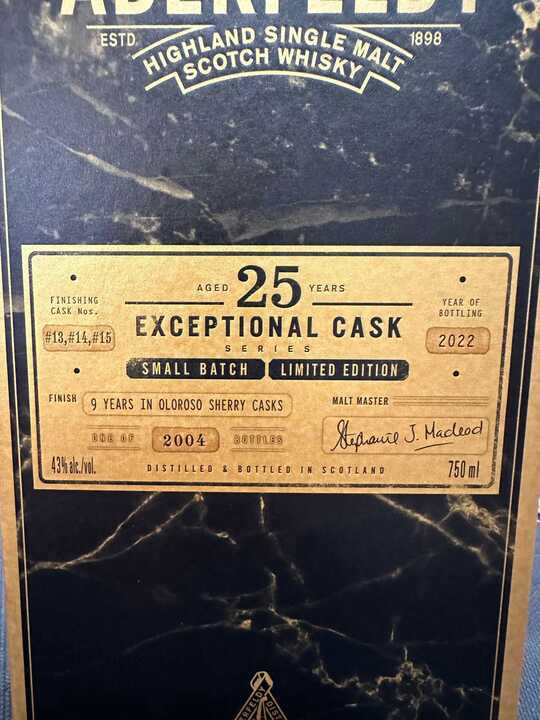 ABERFELDY
ESTD 1898
HIGHLAND SINGLE MALT
SCOTCH WHISKY
AGED 25 YEARS
EXCEPTIONAL CASK
SERIES
SMALL BATCH LIMITED EDITION
FINISHING
CASK Nos.
#13,#14,#15
YEAR OF
BOTTLING
2022
FINISH 9 YEARS IN OLOROSO SHERRY CASKS
ONE OF 2004 BOTTLES
MALT MASTER
Stephanie J. Macleod
43% alc./vol.
DISTILLED & BOTTLED IN SCOTLAND
750 ml